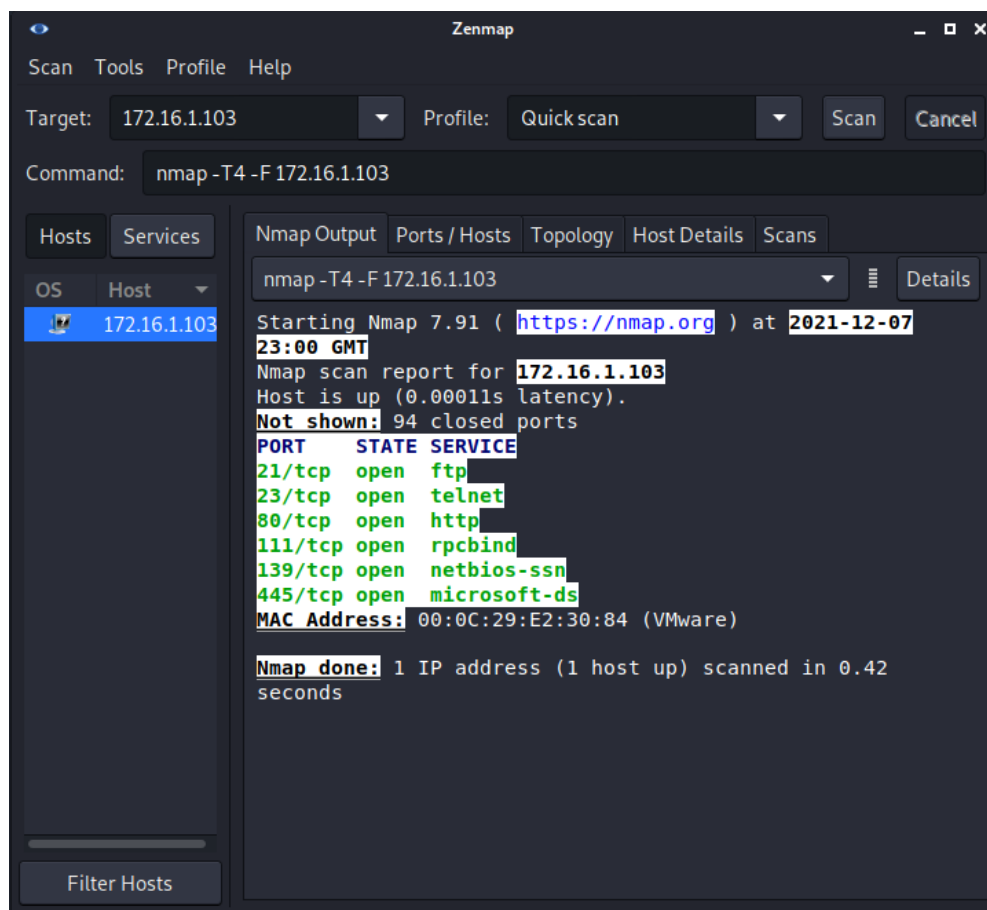 Zenmap
Scan Tools Profile Help
Target: 172.16.1.103 Profile: Quick scan Scan Cancel
Command: nmap -T4 -F 172.16.1.103
Hosts Services
OS Host
172.16.1.103
Nmap Output Ports / Hosts Topology Host Details Scans
nmap -T4 -F 172.16.1.103 Details
Starting Nmap 7.91 ( https://nmap.org ) at 2021-12-07
23:00 GMT
Nmap scan report for 172.16.1.103
Host is up (0.00011s latency).
Not shown: 94 closed ports
PORT    STATE SERVICE
21/tcp  open  ftp
23/tcp  open  telnet
80/tcp  open  http
111/tcp open  rpcbind
139/tcp open  netbios-ssn
445/tcp open  microsoft-ds
MAC Address: 00:0C:29:E2:30:84 (VMware)
Nmap done: 1 IP address (1 host up) scanned in 0.42
seconds
Filter Hosts